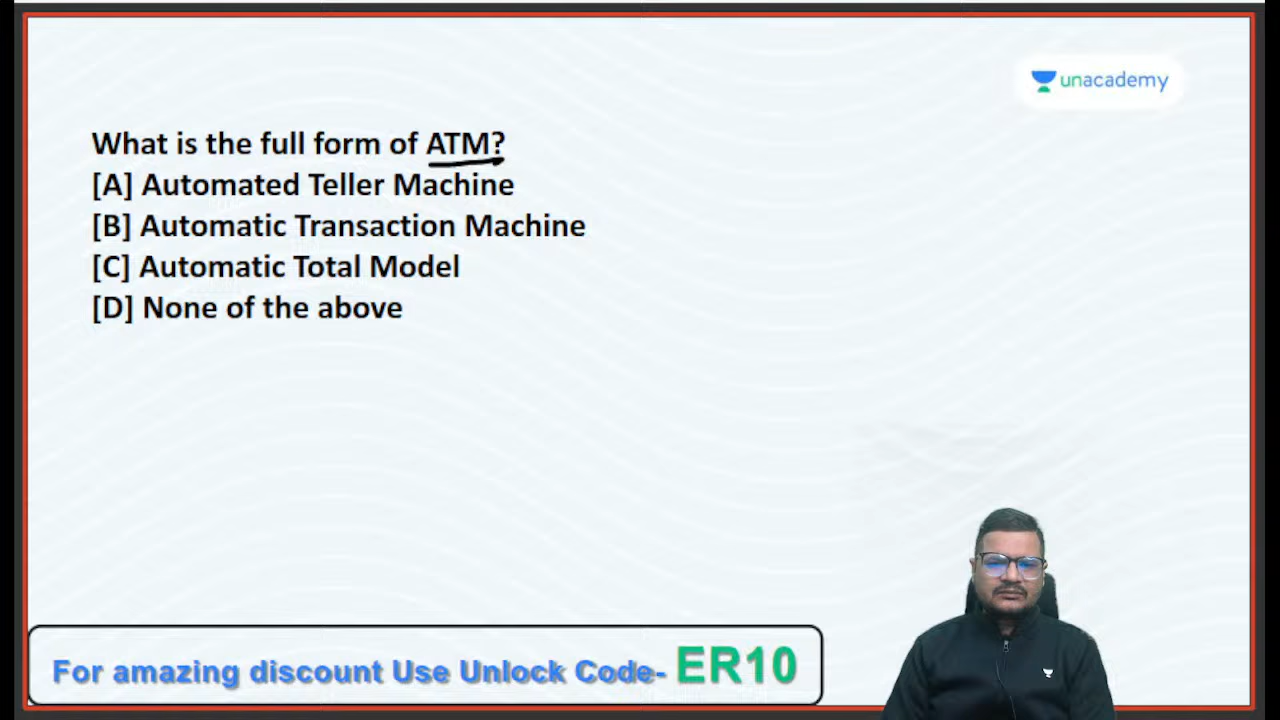 unacademy
What is the full form of ATM?
[A] Automated Teller Machine
[B] Automatic Transaction Machine
[C] Automatic Total Model
[D] None of the above
For amazing discount Use Unlock Code- ER10